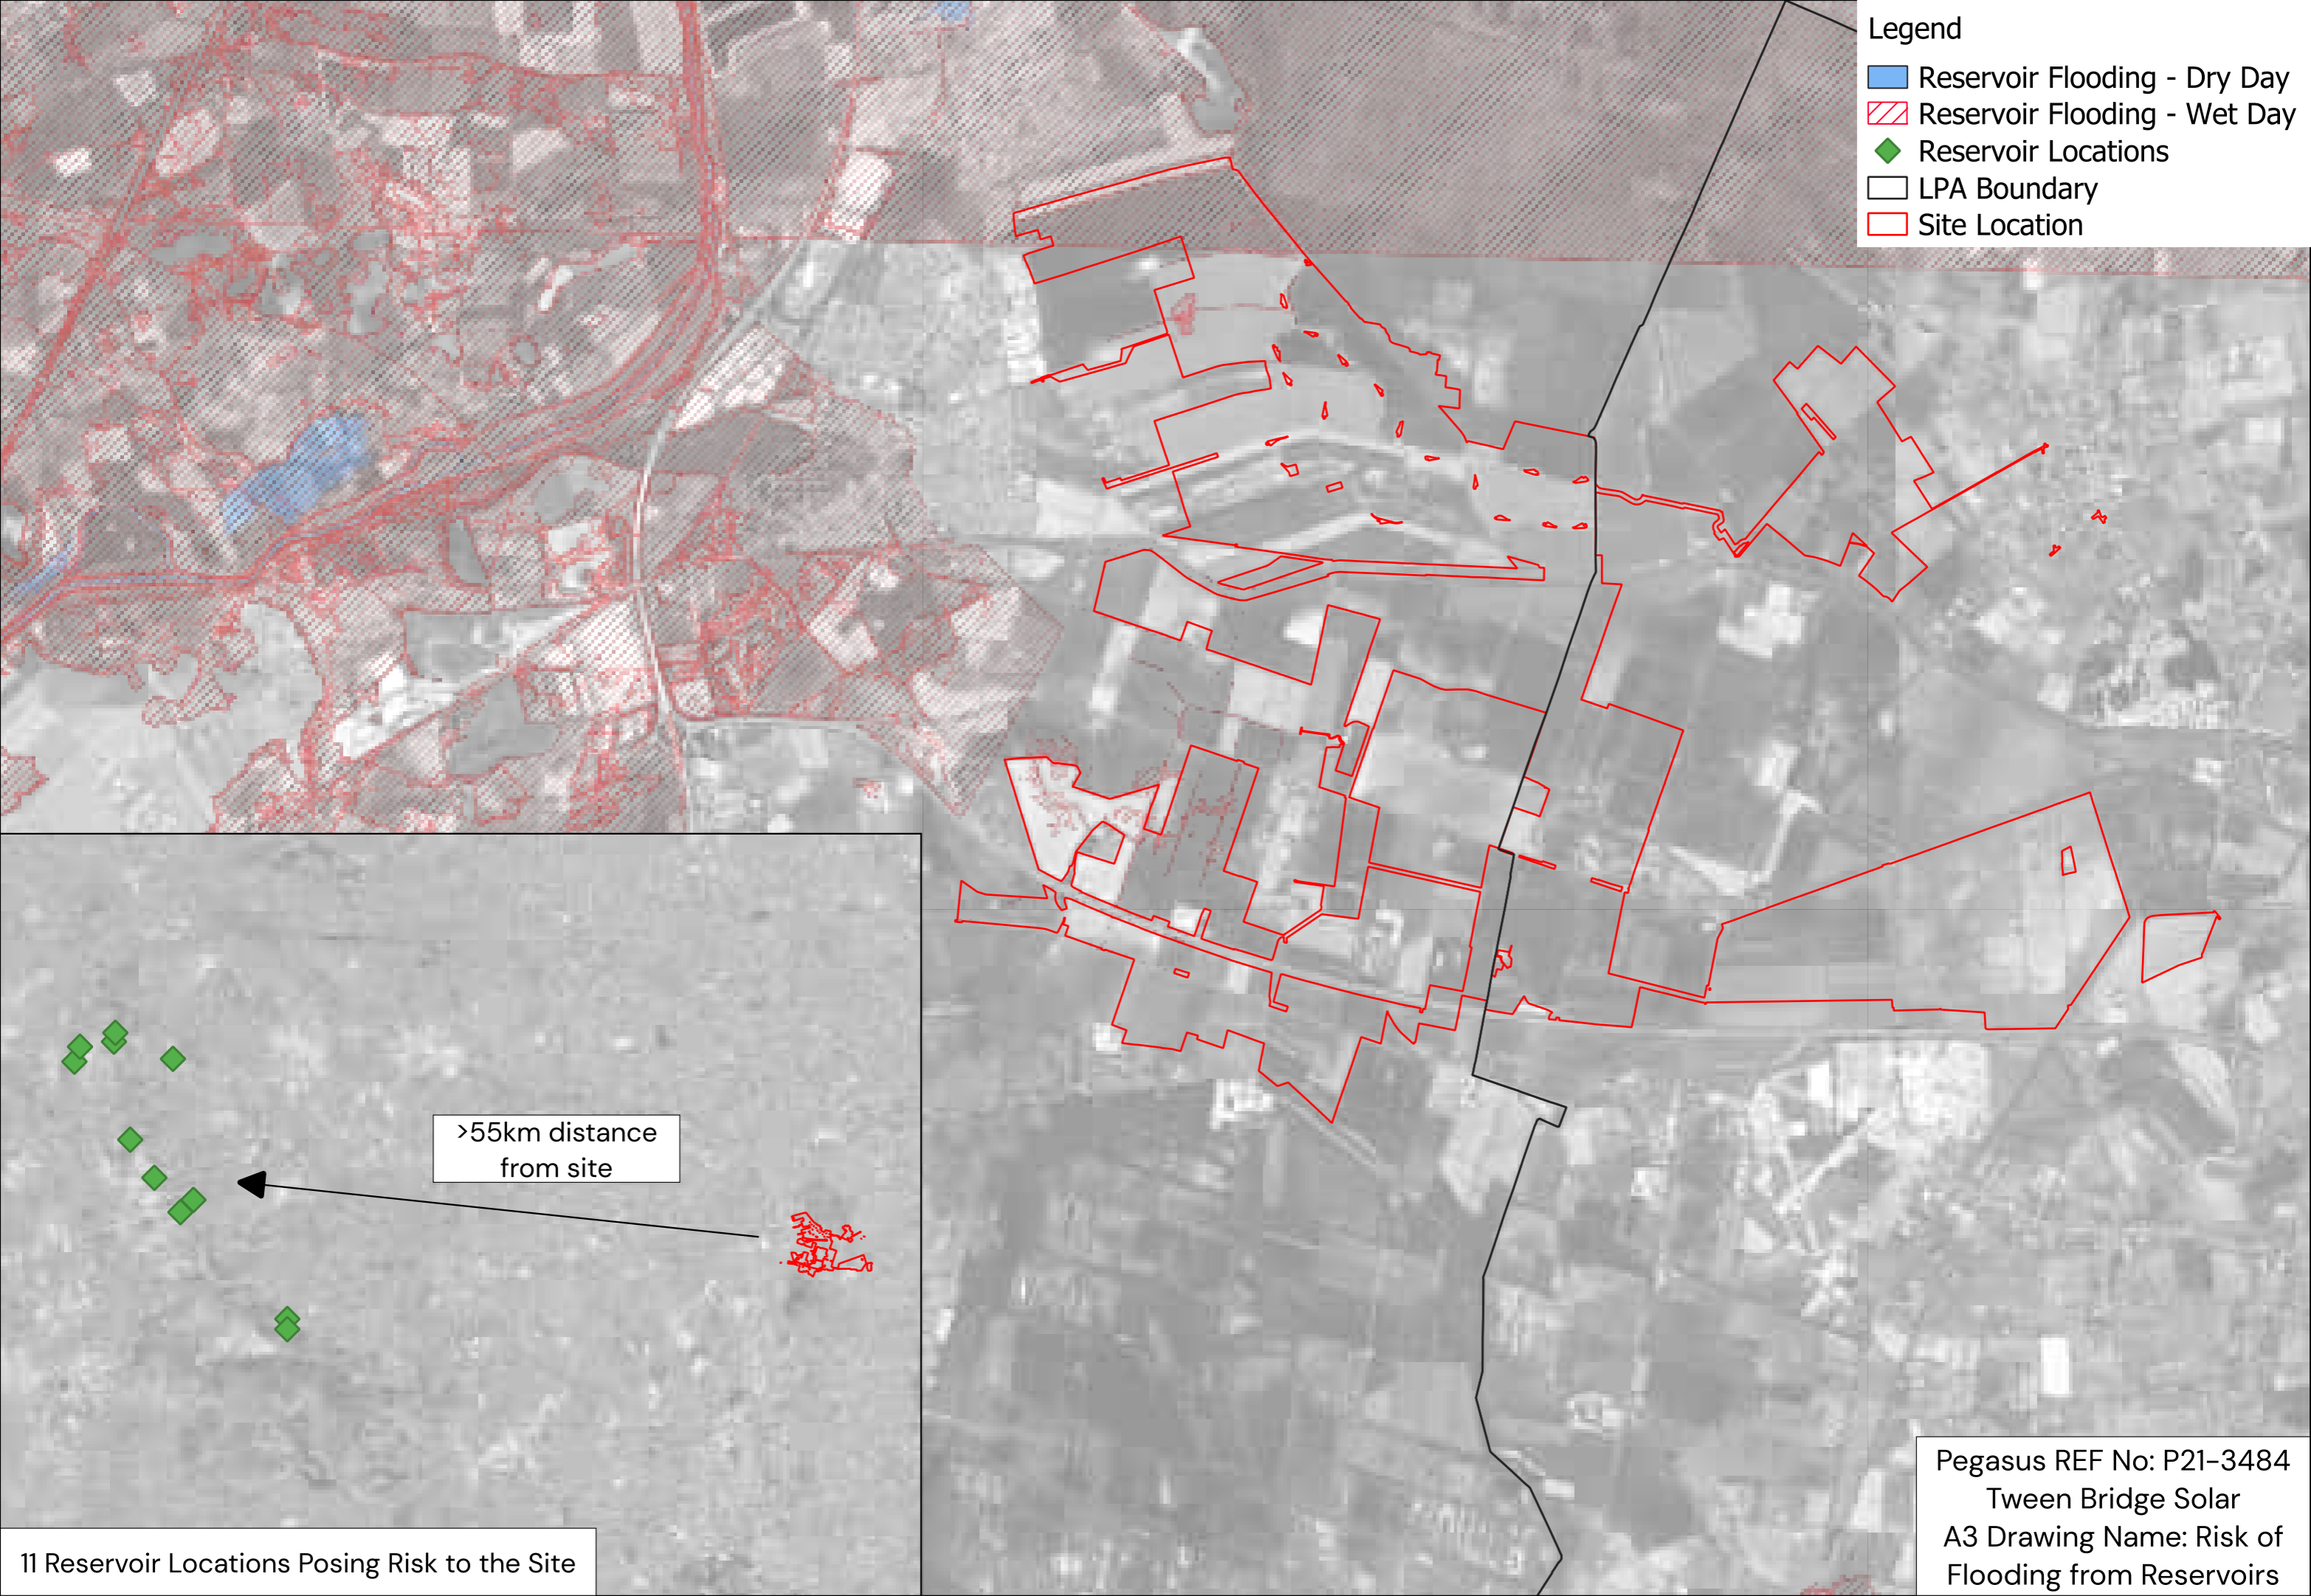 Legend
Reservoir Flooding - Dry Day
Reservoir Flooding - Wet Day
Reservoir Locations
LPA Boundary
Site Location
>55km distance
from site
11 Reservoir Locations Posing Risk to the Site
Pegasus REF No: P21-3484
Tween Bridge Solar
A3 Drawing Name: Risk of
Flooding from Reservoirs